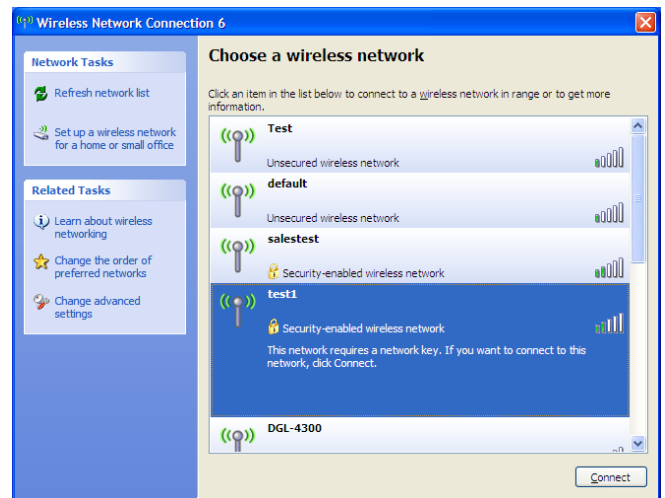 Wireless Network Connection 6
Network Tasks
Refresh network list
Set up a wireless network
for a home or small office
Related Tasks
Learn about wireless
networking
Change the order of
preferred networks
Change advanced
settings
Choose a wireless network
Click an item in the list below to connect to a wireless network in range or to get more
information.
Test
Unsecured wireless network
default
Unsecured wireless network
salestest
Security-enabled wireless network
test1
Security-enabled wireless network
This network requires a network key. If you want to connect to this
network, click Connect.
DGL-4300
Connect